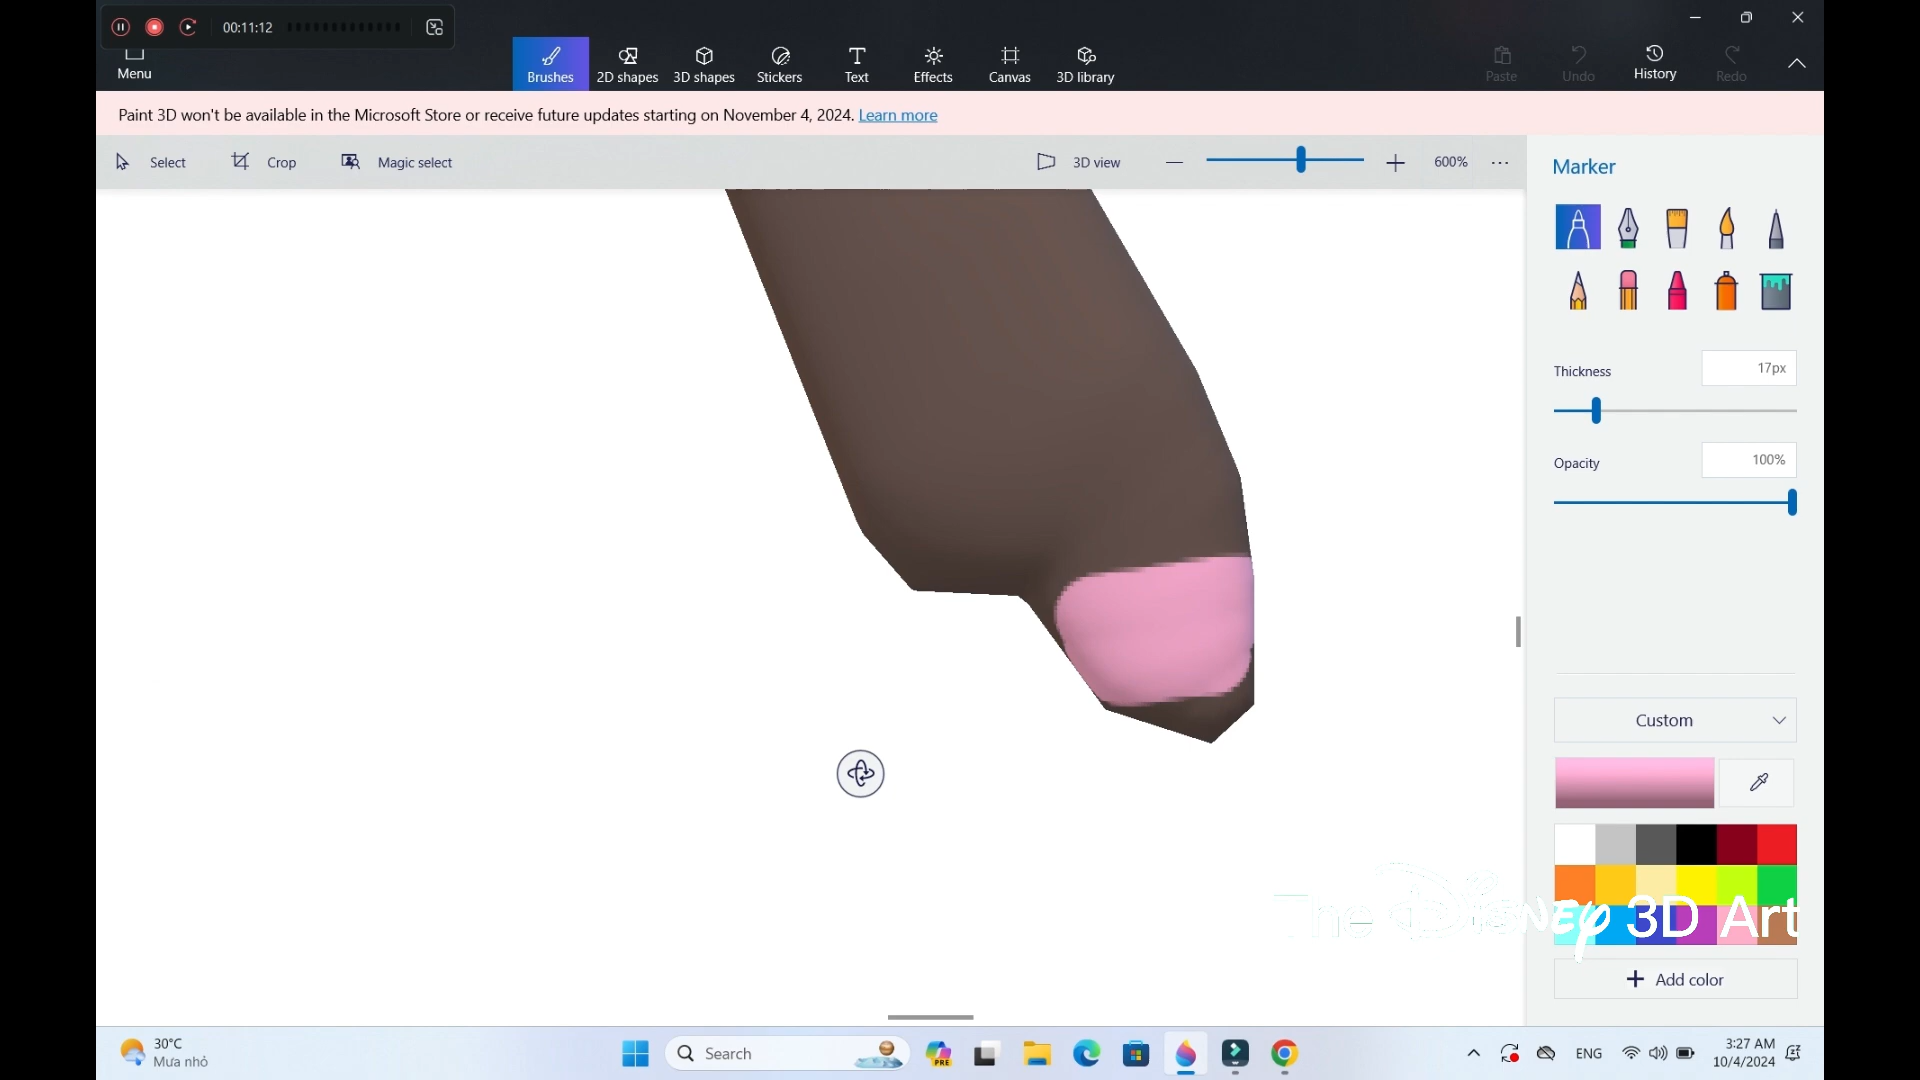 00:11:12
Menu
Brushes
2D shapes
3D shapes
Stickers
Text
Effects
Canvas
3D library
Paste
Undo
History
Redo
Paint 3D won't be available in the Microsoft Store or receive future updates starting on November 4, 2024. Learn more
Select
Crop
Magic select
3D view
600%
Marker
Thickness
17px
Opacity
100%
Custom
The Disney 3D Art
Add color
30°C
Mưa nhỏ
Search
PRE
ENG
3:27 AM
10/4/2024